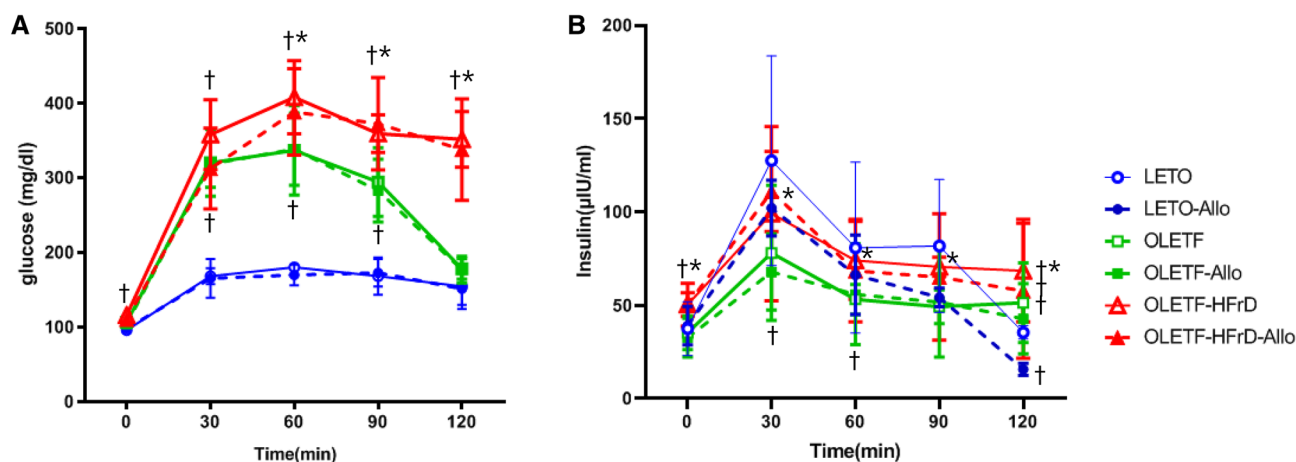 A
500
400
300
200
100
0
glucose (mg/dl)
†
†
†
†*
†
†*
†
†*
0 30 60 90 120
Time(min)
B
200
150
100
50
0
Insulin(µIU/ml)
†*
*
†
*
†
*
†*
‡
†
0 30 60 90 120
Time(min)
LETO
LETO-Allo
OLETF
OLETF-Allo
OLETF-HFrD
OLETF-HFrD-Allo